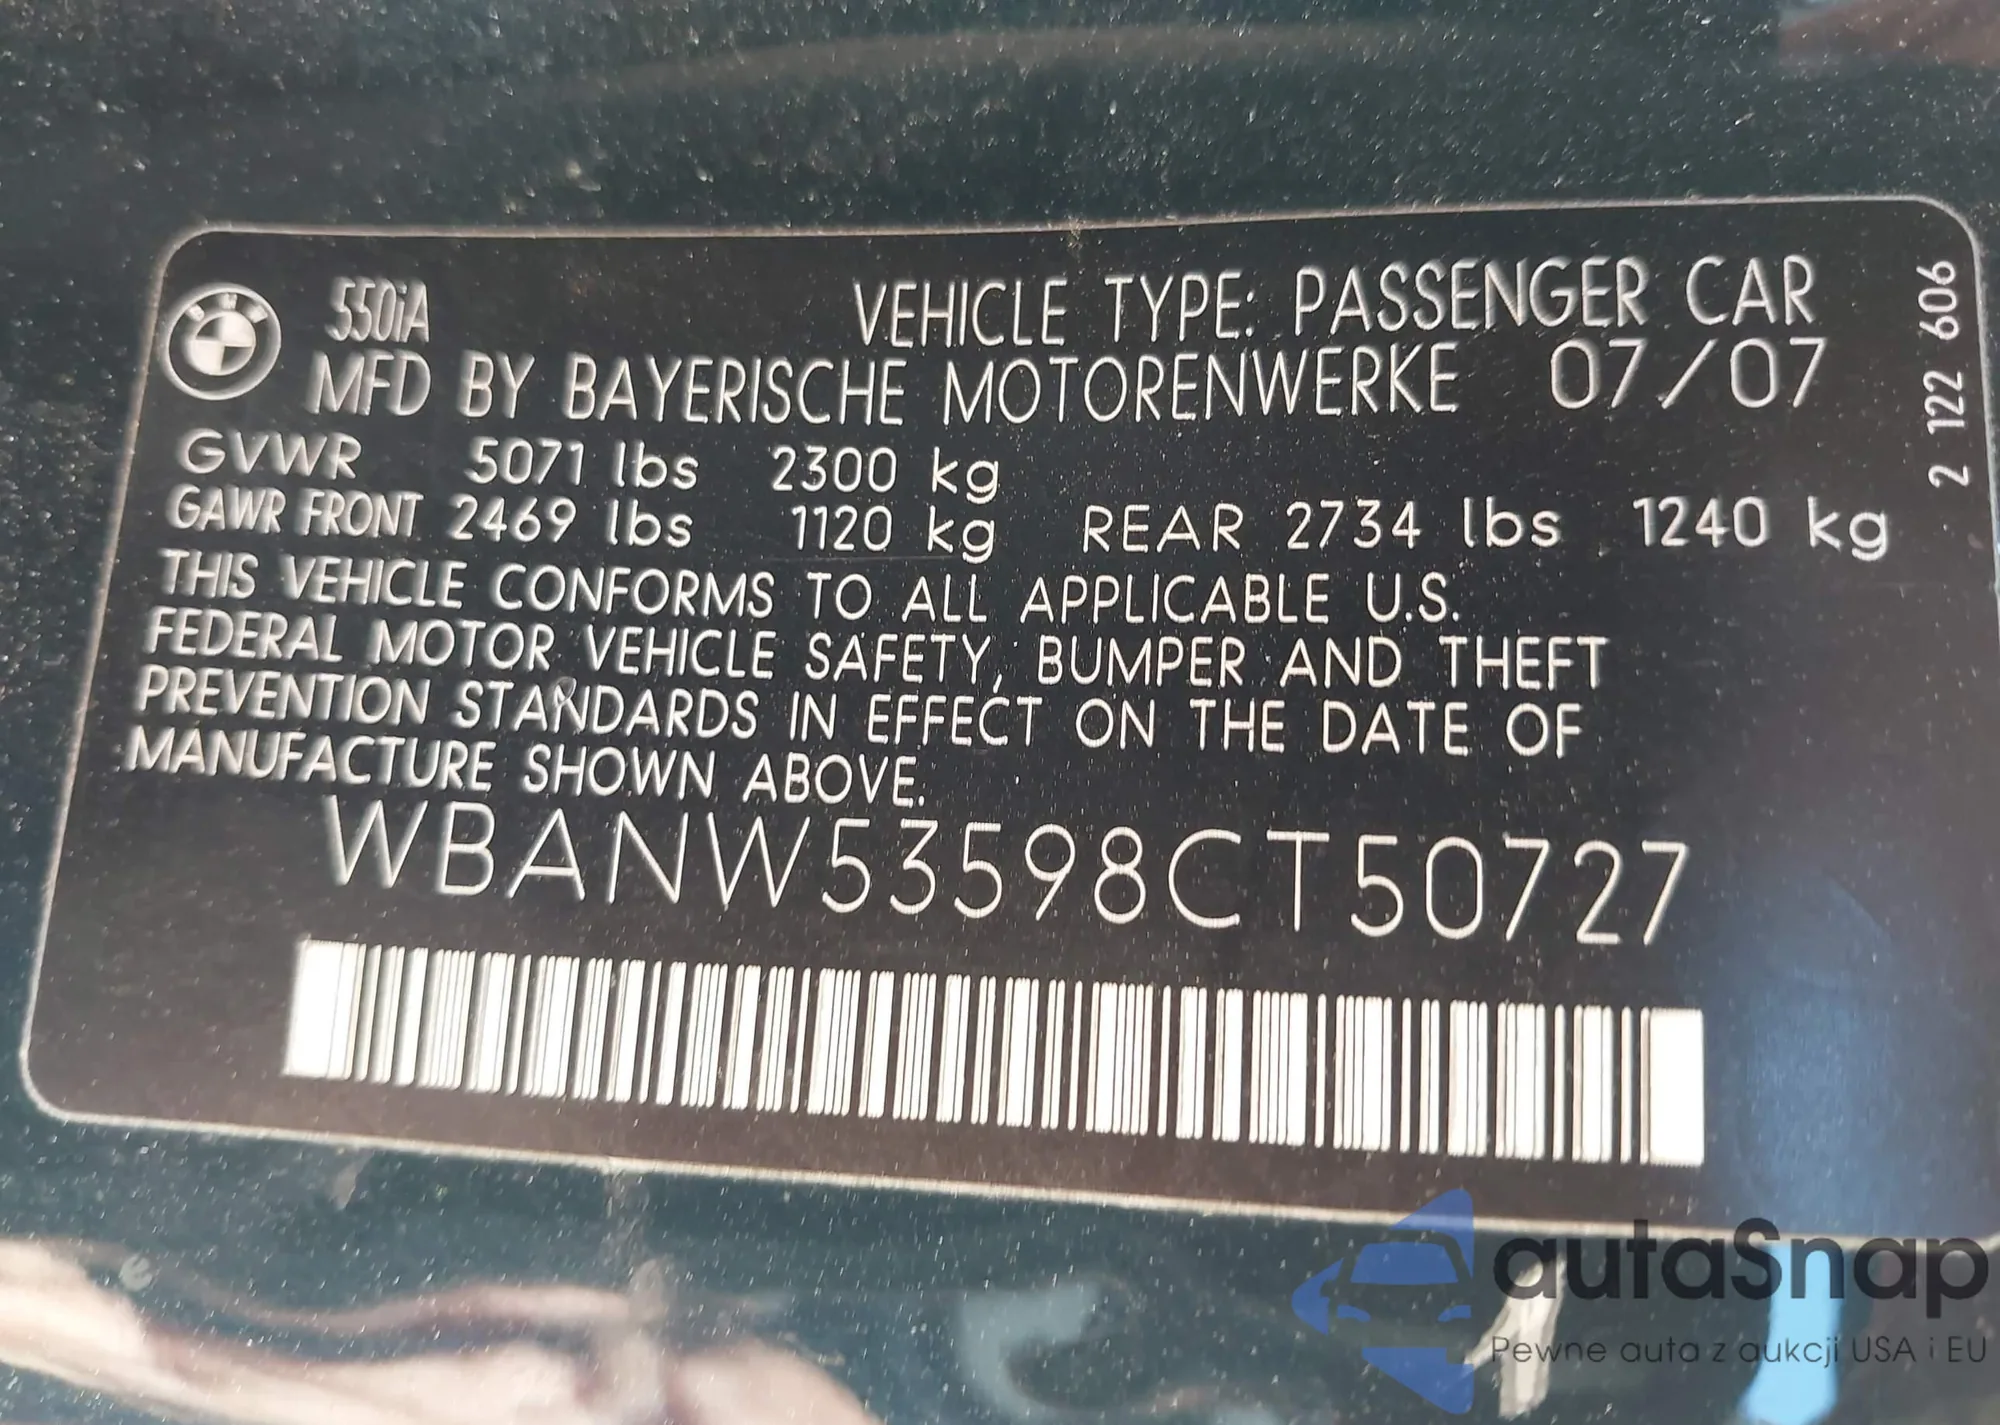 550iA VEHICLE TYPE: PASSENGER CAR
MFD BY BAYERISCHE MOTORENWERKE 07/07
GVWR 5071 lbs 2300 kg
GAWR FRONT 2469 lbs 1120 kg REAR 2734 lbs 1240 kg
THIS VEHICLE CONFORMS TO ALL APPLICABLE U.S.
FEDERAL MOTOR VEHICLE SAFETY, BUMPER AND THEFT
PREVENTION STANDARDS IN EFFECT ON THE DATE OF
MANUFACTURE SHOWN ABOVE.
WBANW53598CT50727
2 122 606
autaSnap
Pewne auta z aukcji USA i EU